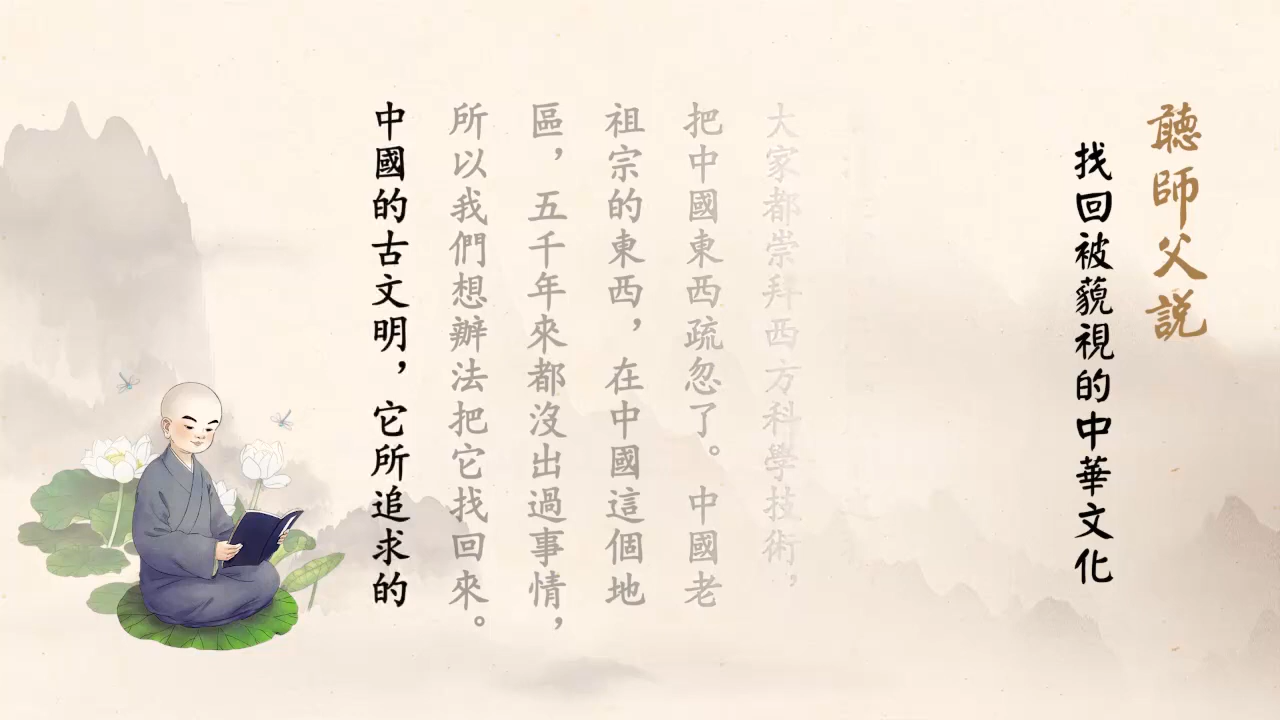 聽師父說
找回被藐視的中華文化
大家都崇拜西方科學技術，
把中國東西疏忽了。中國老
祖宗的東西，在中國這個地
區，五千年來都沒出過事情，
所以我們想辦法把它找回來。
中國的古文明，它所追求的